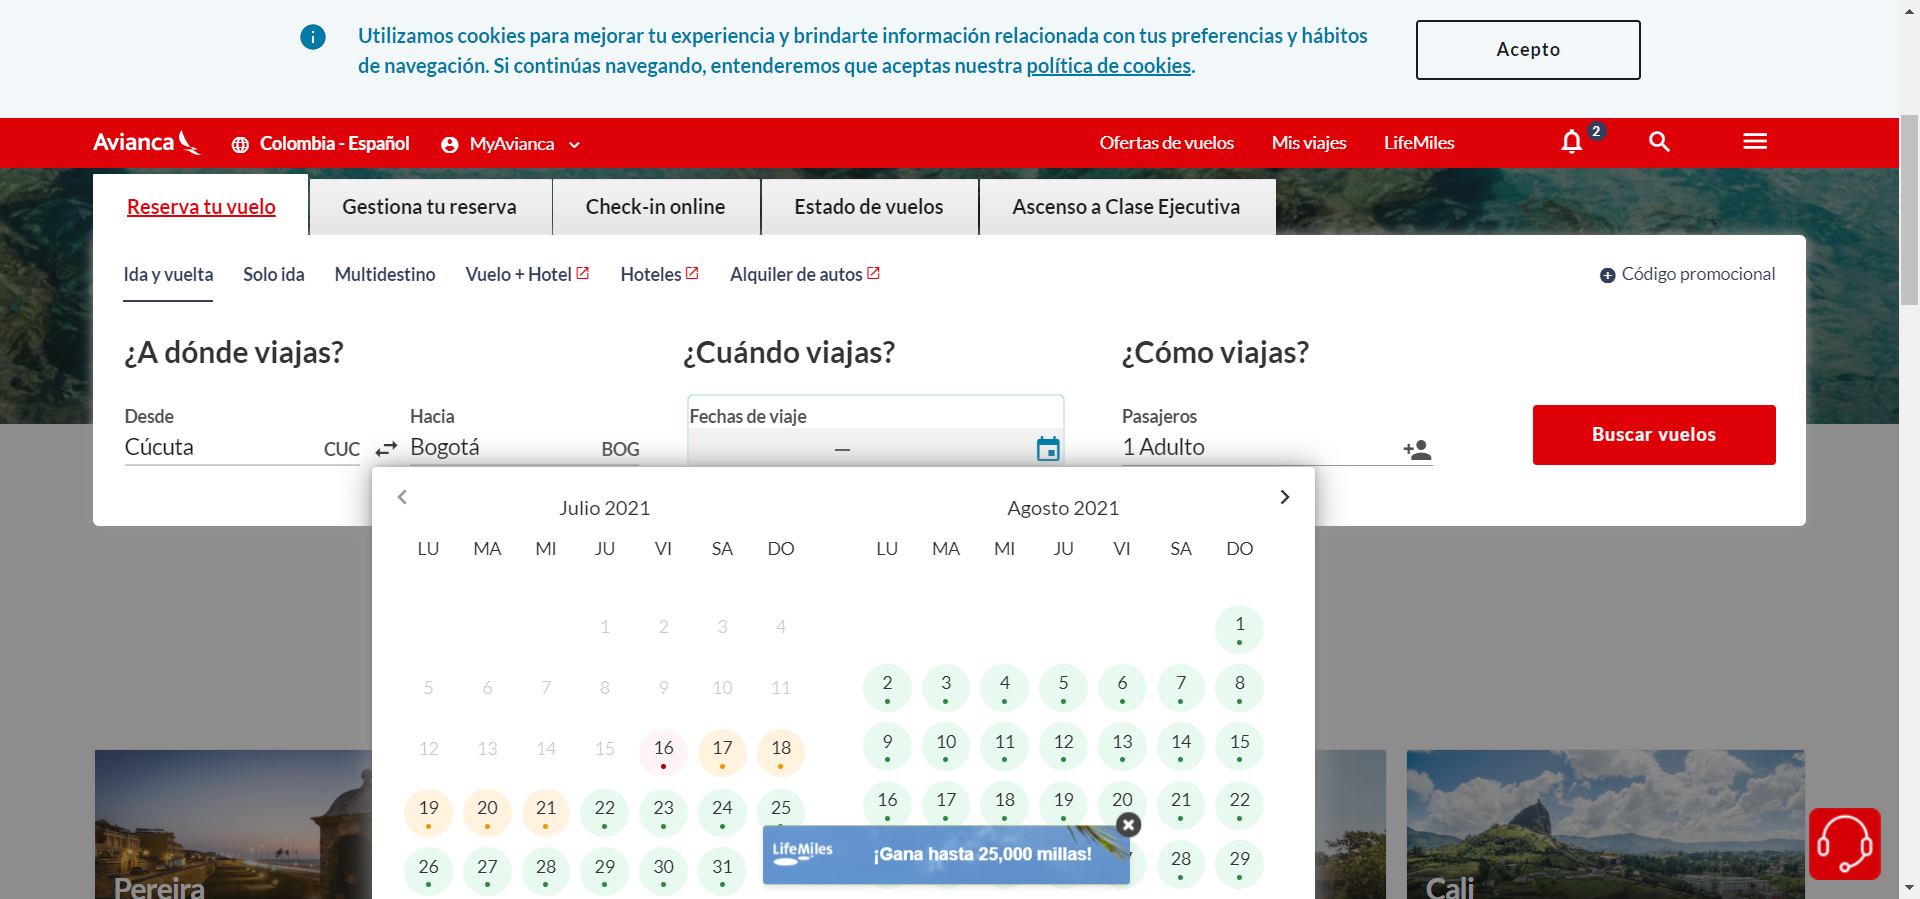 Utilizamos cookies para mejorar tu experiencia y brindarte información relacionada con tus preferencias y hábitos
de navegación. Si continúas navegando, entenderemos que aceptas nuestra política de cookies.
Acepto
Avianca
Colombia - Español
MyAvianca
Ofertas de vuelos
Mis viajes
LifeMiles
2
Reserva tu vuelo
Gestiona tu reserva
Check-in online
Estado de vuelos
Ascenso a Clase Ejecutiva
Ida y vuelta
Solo ida
Multidestino
Vuelo + Hotel
Hoteles
Alquiler de autos
Código promocional
¿A dónde viajas?
¿Cuándo viajas?
¿Cómo viajas?
Desde
Cúcuta CUC
Hacia
Bogotá BOG
Fechas de viaje
—
Pasajeros
1 Adulto
Buscar vuelos
Julio 2021
LU MA MI JU VI SA DO
1 2 3 4
5 6 7 8 9 10 11
12 13 14 15 16 17 18
19 20 21 22 23 24 25
26 27 28 29 30 31
Agosto 2021
LU MA MI JU VI SA DO
1
2 3 4 5 6 7 8
9 10 11 12 13 14 15
16 17 18 19 20 21 22
28 29
LifeMiles
¡Gana hasta 25,000 millas!
Pereira
Cali